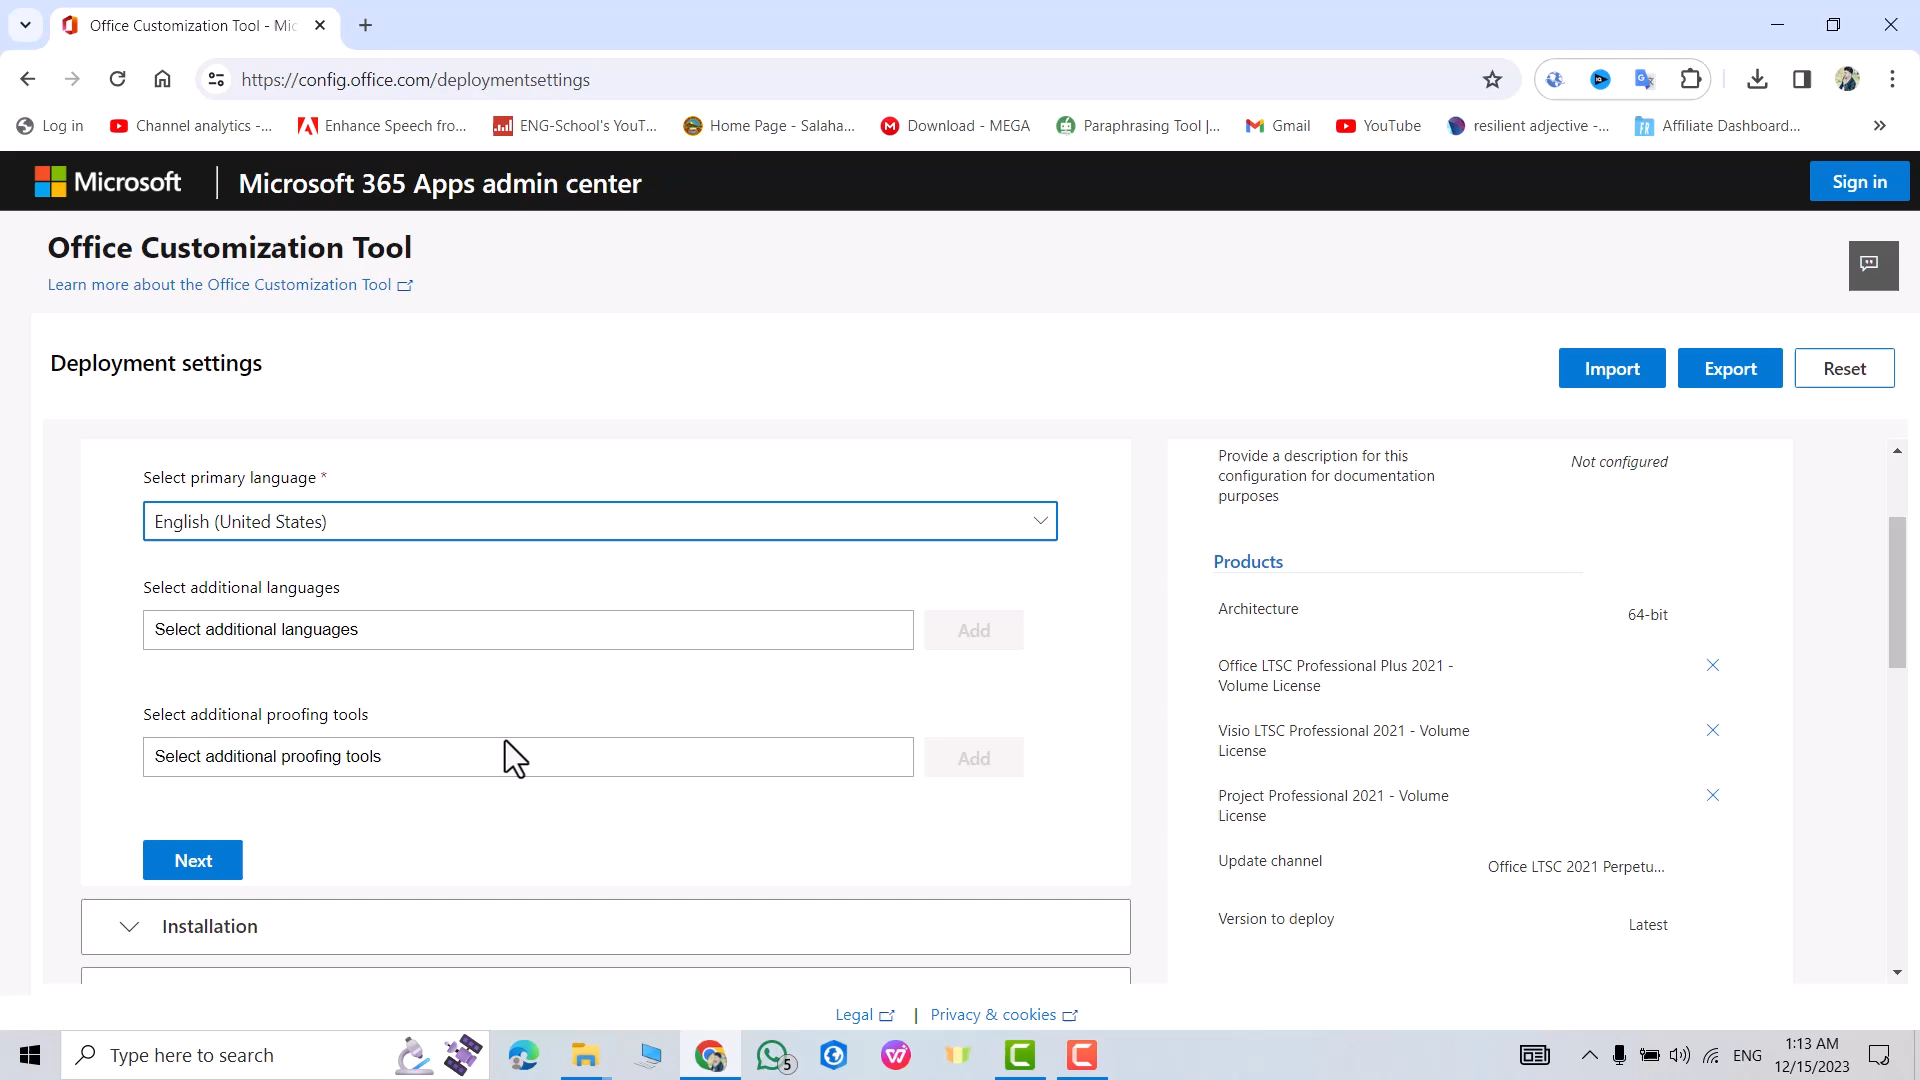 Office Customization Tool - Mic
https://config.office.com/deploymentsettings
Log in
Channel analytics -...
Enhance Speech fro...
ENG-School's YouT...
Home Page - Salaha...
Download - MEGA
Paraphrasing Tool |...
Gmail
YouTube
resilient adjective -...
Affiliate Dashboard...
Microsoft
Microsoft 365 Apps admin center
Sign in
Office Customization Tool
Learn more about the Office Customization Tool
Deployment settings
Import
Export
Reset
Select primary language *
English (United States)
Select additional languages
Select additional languages
Add
Select additional proofing tools
Select additional proofing tools
Add
Next
Installation
Provide a description for this
configuration for documentation
purposes
Not configured
Products
Architecture
64-bit
Office LTSC Professional Plus 2021 -
Volume License
Visio LTSC Professional 2021 - Volume
License
Project Professional 2021 - Volume
License
Update channel
Office LTSC 2021 Perpetu...
Version to deploy
Latest
Legal
|
Privacy & cookies
Type here to search
5
ENG
1:13 AM
12/15/2023